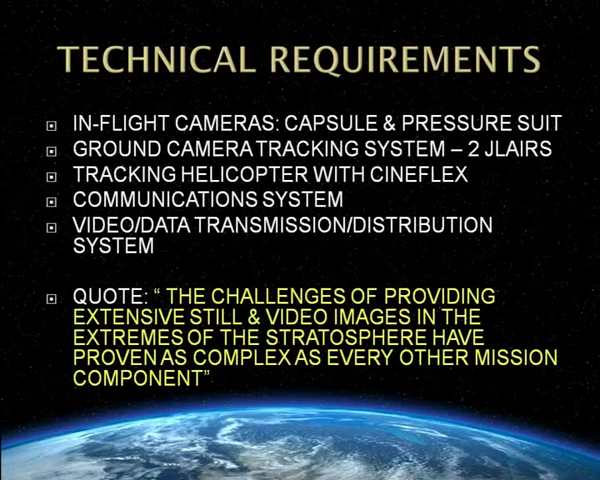 TECHNICAL REQUIREMENTS
IN-FLIGHT CAMERAS: CAPSULE & PRESSURE SUIT
GROUND CAMERA TRACKING SYSTEM – 2 JLAIRS
TRACKING HELICOPTER WITH CINEFLEX
COMMUNICATIONS SYSTEM
VIDEO/DATA TRANSMISSION/DISTRIBUTION
SYSTEM
QUOTE: “ THE CHALLENGES OF PROVIDING
EXTENSIVE STILL & VIDEO IMAGES IN THE
EXTREMES OF THE STRATOSPHERE HAVE
PROVEN AS COMPLEX AS EVERY OTHER MISSION
COMPONENT”